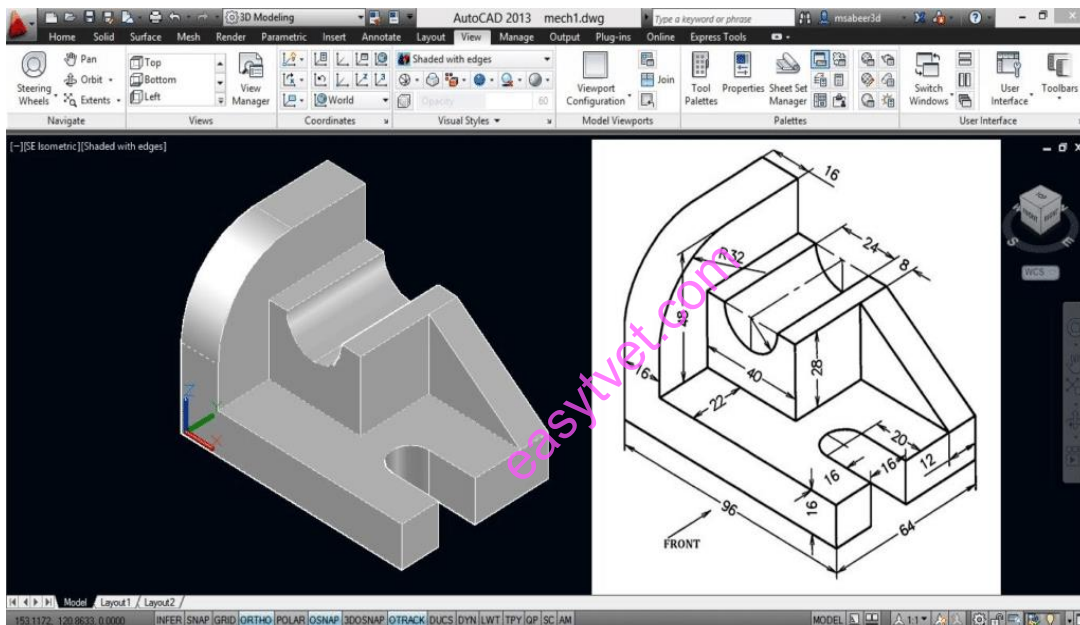 3D Modeling
AutoCAD 2013 mech1.dwg
Type a keyword or phrase
msabeer3d
Home Solid Surface Mesh Render Parametric Insert Annotate Layout View Manage Output Plug-ins Online Express Tools
Steering Wheels
Pan
Orbit
Extents
Top
Bottom
Left
View Manager
World
Shaded with edges
Opacity 60
Viewport Configuration
Join
Tool Palettes
Properties
Sheet Set Manager
Switch Windows
User Interface
Toolbars
Navigate Views Coordinates Visual Styles Model Viewports Palettes User Interface
[−][SE Isometric][Shaded with edges]
16
24
8
R32
48
16
40
28
22
20
16
16
12
16
96
64
FRONT
TOP
FRONT
S
E
WCS
Z
Y
X
easytvet.com
Model Layout1 Layout2
153.1172, 120.8633, 0.0000
INFER SNAP GRID ORTHO POLAR OSNAP 3DOSNAP OTRACK DUCS DYN LWT TPY QP SC AM
MODEL
1:1